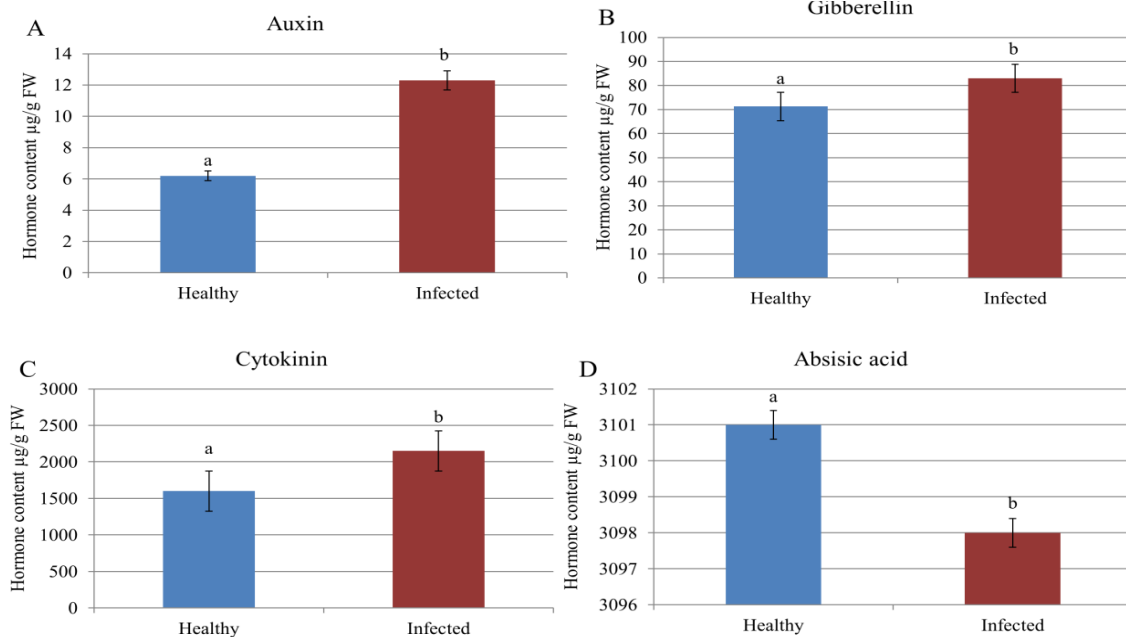 A
Auxin
Hormone content µg/g FW
14
12
10
8
6
4
2
0
a
b
Healthy
Infected
B
Gibberellin
Hormone content µg/g FW
100
90
80
70
60
50
40
30
20
10
0
a
b
Healthy
Infected
C
Cytokinin
Hormone content µg/g FW
3000
2500
2000
1500
1000
500
0
a
b
Healthy
Infected
D
Absisic acid
Hormone content µg/g FW
3102
3101
3100
3099
3098
3097
3096
a
b
Healthy
Infected